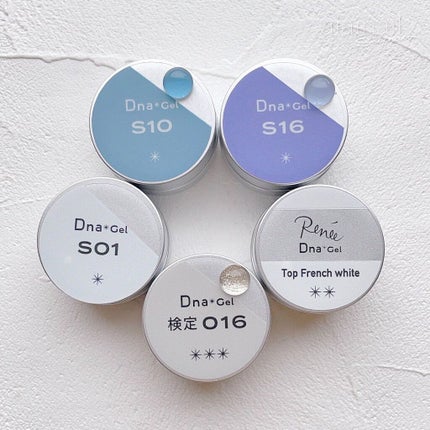 Dna*Gel
S10
*
Dna*Gel
S16
*
Dna*Gel
S01
*
Renée
Dna*Gel
Top French white
**
Dna*Gel
検定 016
***